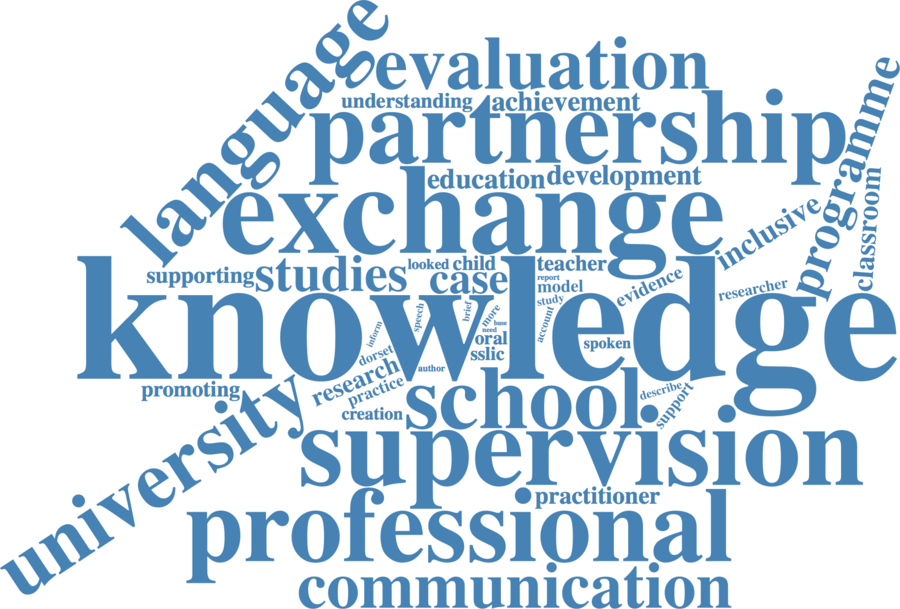 language
evaluation
understanding
achievement
partnership
programme
classroom
education
development
exchange
inclusive
supporting
studies
looked
child
case
teacher
report
model
study
evidence
researcher
knowledge
speech
brief
more
base
need
account
inform
dorset
oral
sslic
spoken
author
promoting
research
practice
creation
school
describe
support
university
supervision
practitioner
professional
communication